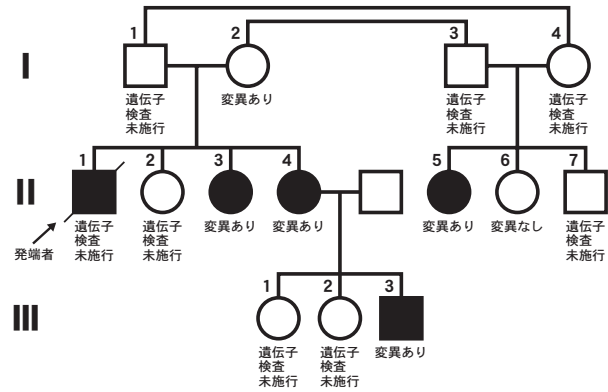 1 2 3 4
I
遺伝子
検査
未施行
変異あり
遺伝子
検査
未施行
遺伝子
検査
未施行
1 2 3 4 5 6 7
II
発端者
遺伝子
検査
未施行
遺伝子
検査
未施行
変異あり
変異あり
変異あり
変異なし
遺伝子
検査
未施行
1 2 3
III
遺伝子
検査
未施行
遺伝子
検査
未施行
変異あり